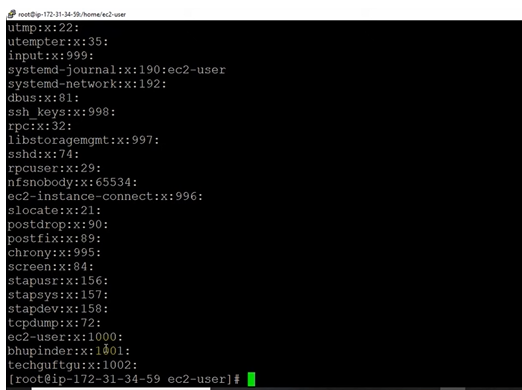 root@ip-172-31-34-59:/home/ec2-user
utmp:x:22:
utempter:x:35:
input:x:999:
systemd-journal:x:190:ec2-user
systemd-network:x:192:
dbus:x:81:
ssh_keys:x:998:
rpc:x:32:
libstoragemgmt:x:997:
sshd:x:74:
rpcuser:x:29:
nfsnobody:x:65534:
ec2-instance-connect:x:996:
slocate:x:21:
postdrop:x:90:
postfix:x:89:
chrony:x:995:
screen:x:84:
stapusr:x:156:
stapsys:x:157:
stapdev:x:158:
tcpdump:x:72:
ec2-user:x:1000:
bhupinder:x:1001:
techguftgu:x:1002:
[root@ip-172-31-34-59 ec2-user]#